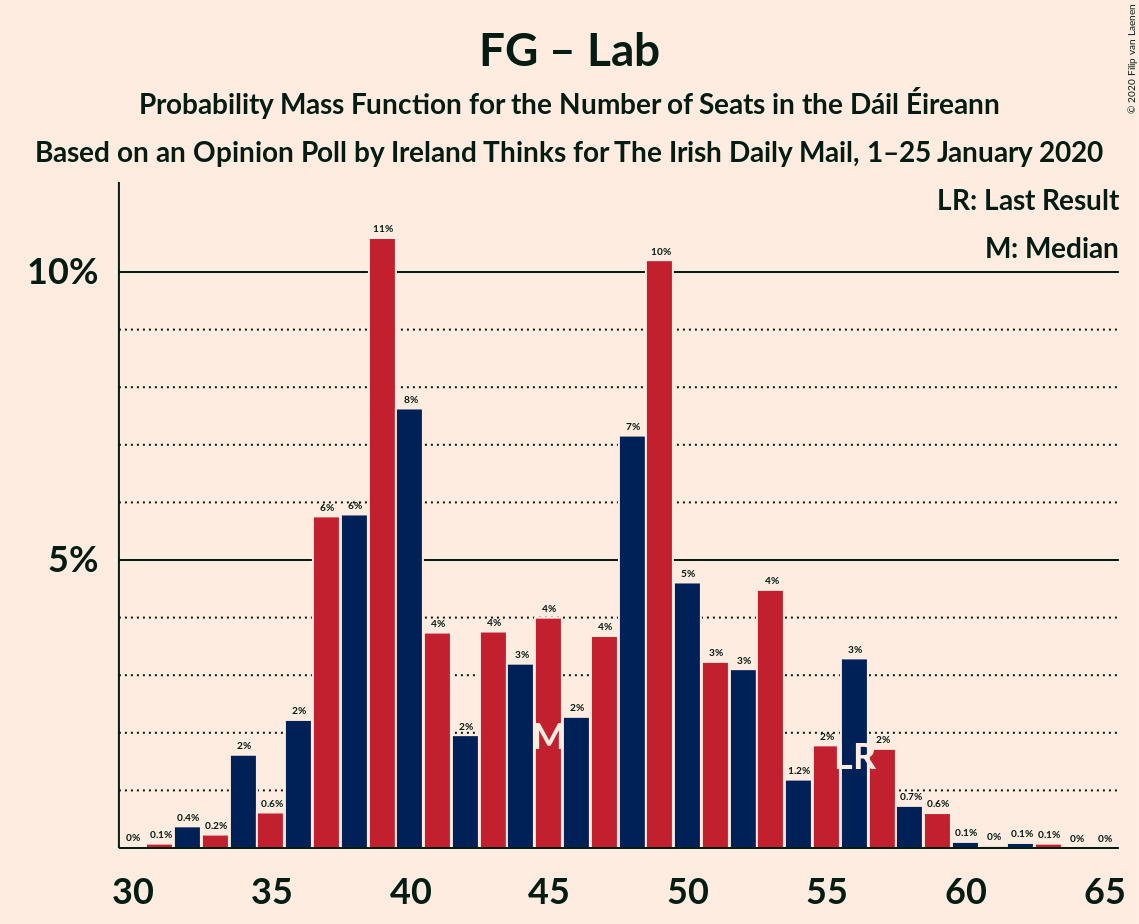 © 2020 Filip van Laenen
FG – Lab
Probability Mass Function for the Number of Seats in the Dáil Éireann
Based on an Opinion Poll by Ireland Thinks for The Irish Daily Mail, 1–25 January 2020
LR: Last Result
M: Median
10%
5%
0% 0.1% 0.4% 0.2% 2% 0.6% 2% 6% 6% 11% 8% 4% 2% 4% 3% 4% 2% 4% 7% 10% 5% 3% 3% 4% 1.2% 2% 3% 2% 0.7% 0.6% 0.1% 0% 0.1% 0.1% 0% 0%
M
LR
30 35 40 45 50 55 60 65